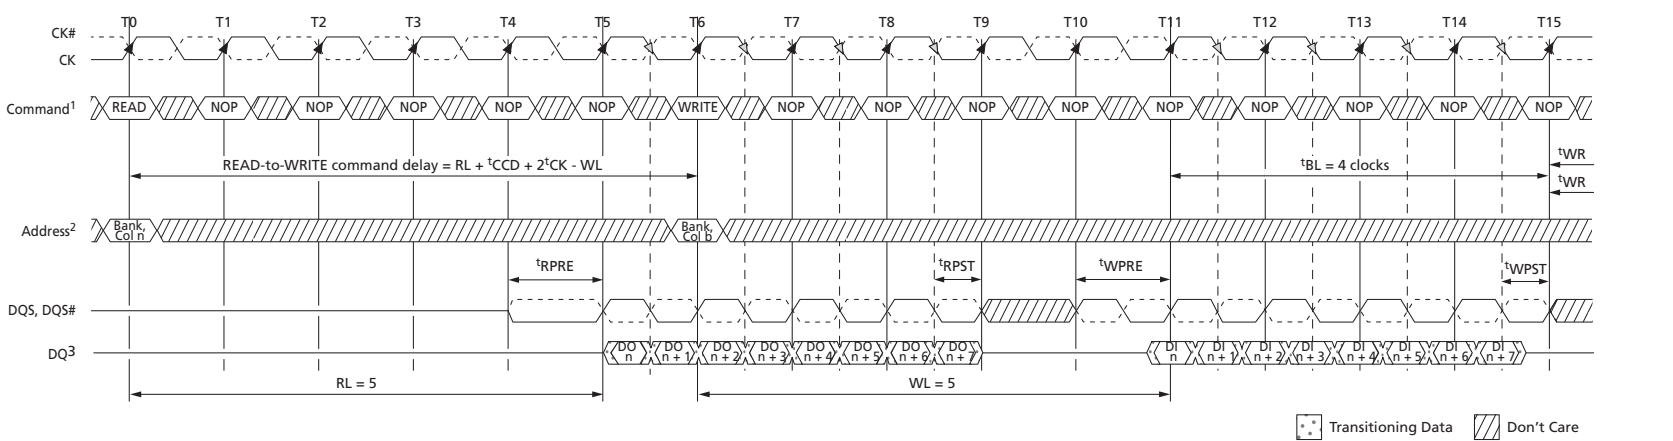 T0 T1 T2 T3 T4 T5 T6 T7 T8 T9 T10 T11 T12 T13 T14 T15
CK#
CK
Command1 READ NOP NOP NOP NOP NOP WRITE NOP NOP NOP NOP NOP NOP NOP NOP NOP
tWR
READ-to-WRITE command delay = RL + tCCD + 2tCK - WL tBL = 4 clocks
tWR
Address2 Bank, Col n Bank, Col b
tRPRE tRPST tWPRE tWPST
DQS, DQS#
DQ3 DO n DO n + 1 DO n + 2 DO n + 3 DO n + 4 DO n + 5 DO n + 6 DO n + 7 DI n DI n + 1 DI n + 2 DI n + 3 DI n + 4 DI n + 5 DI n + 6 DI n + 7
RL = 5 WL = 5
Transitioning Data Don't Care